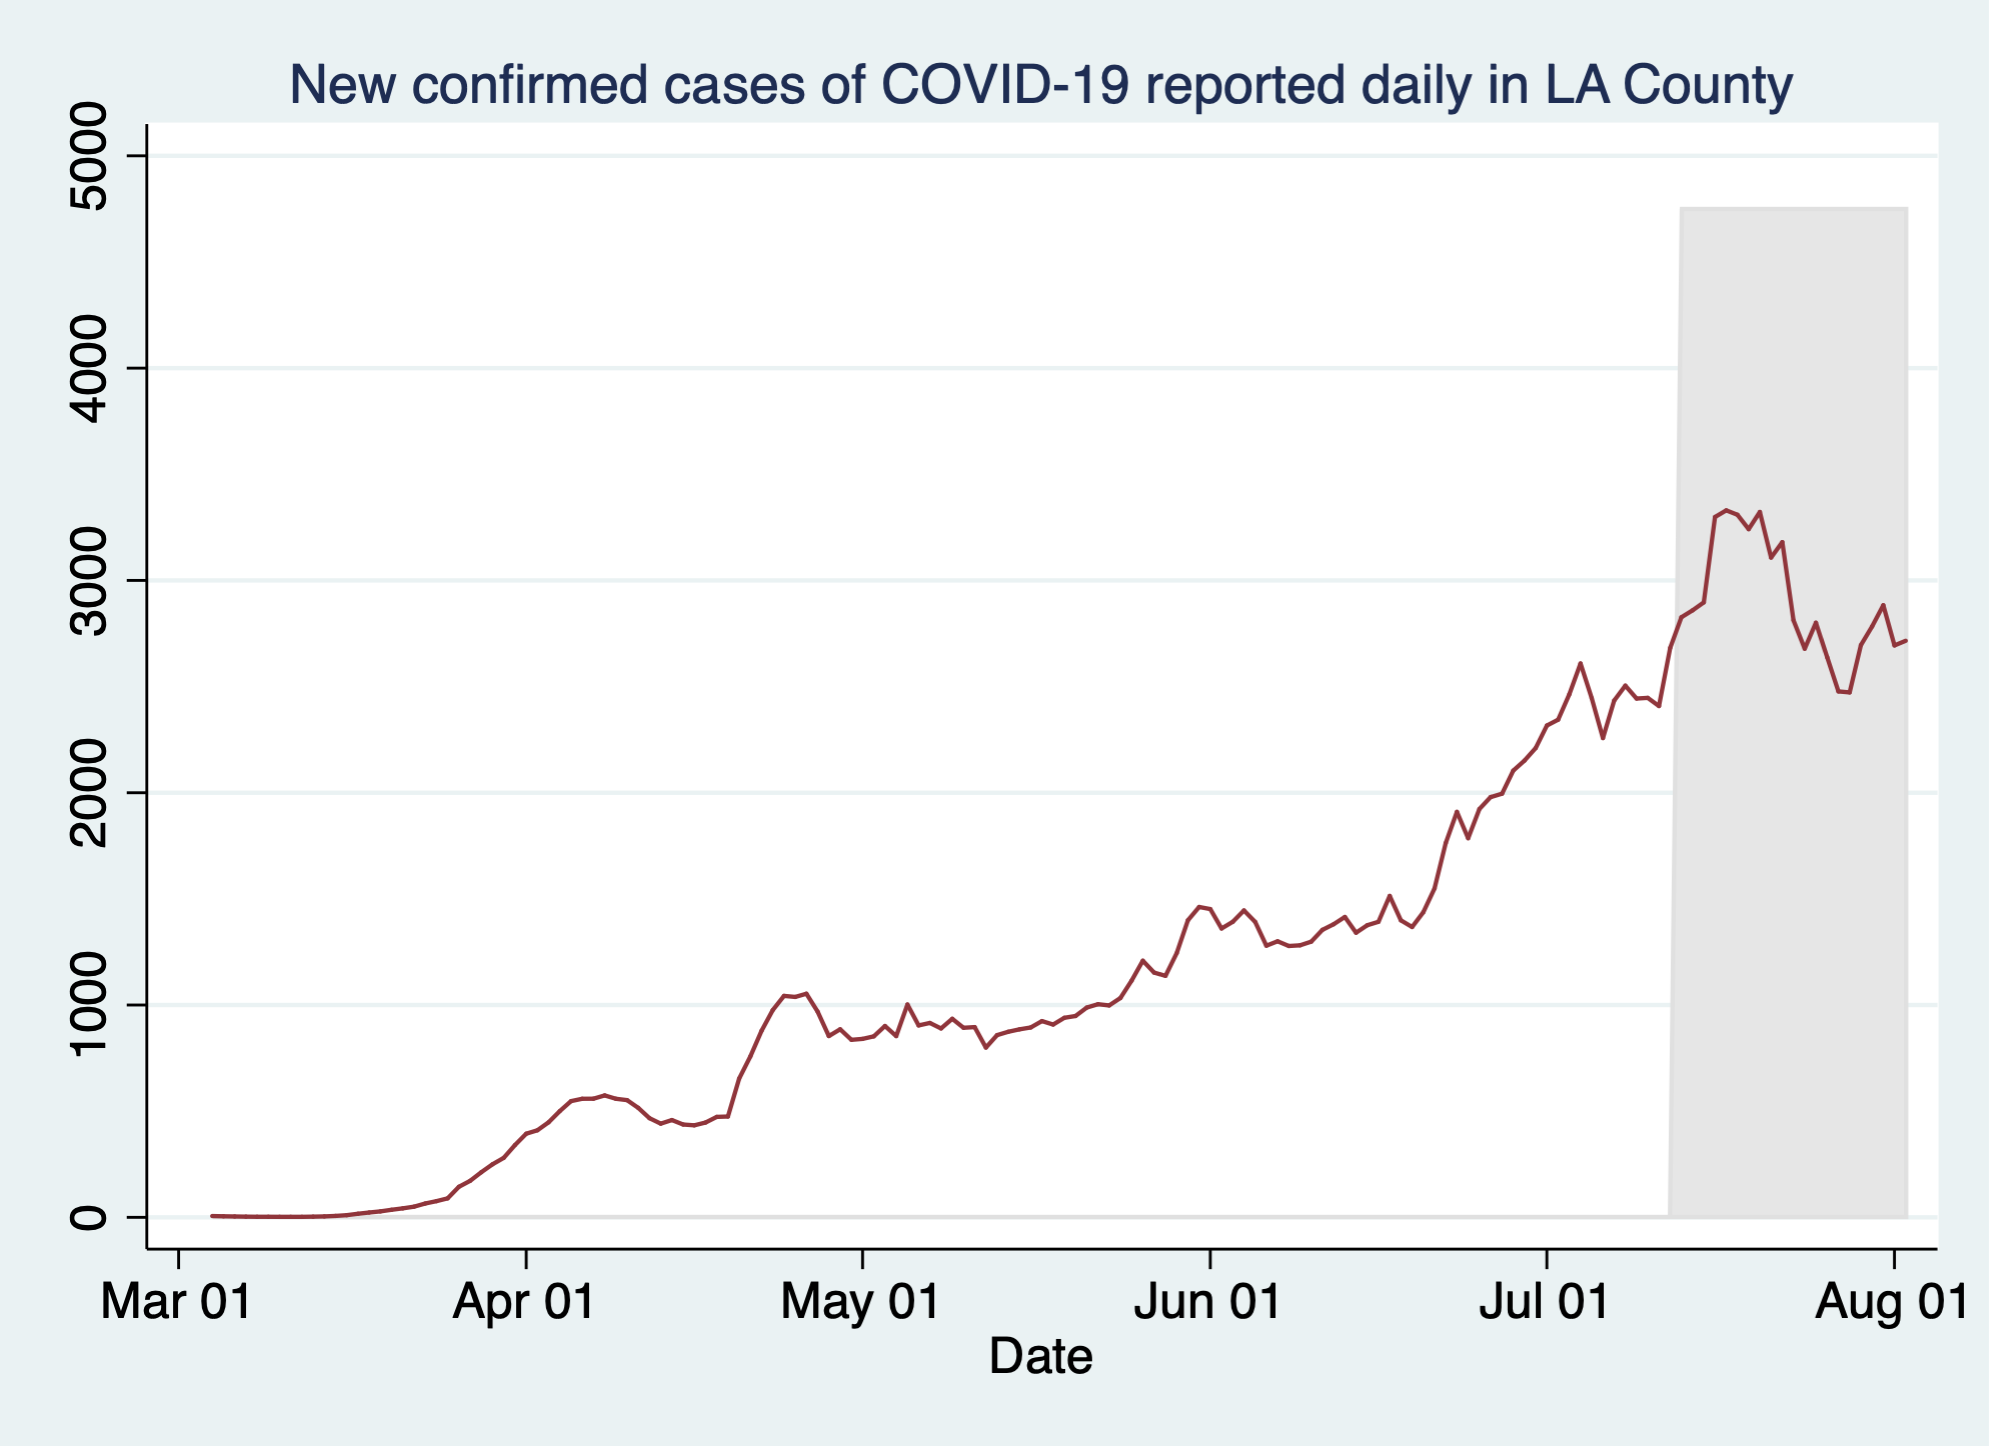 New confirmed cases of COVID-19 reported daily in LA County
5000
4000
3000
2000
1000
0
Mar 01 Apr 01 May 01 Jun 01 Jul 01 Aug 01
Date